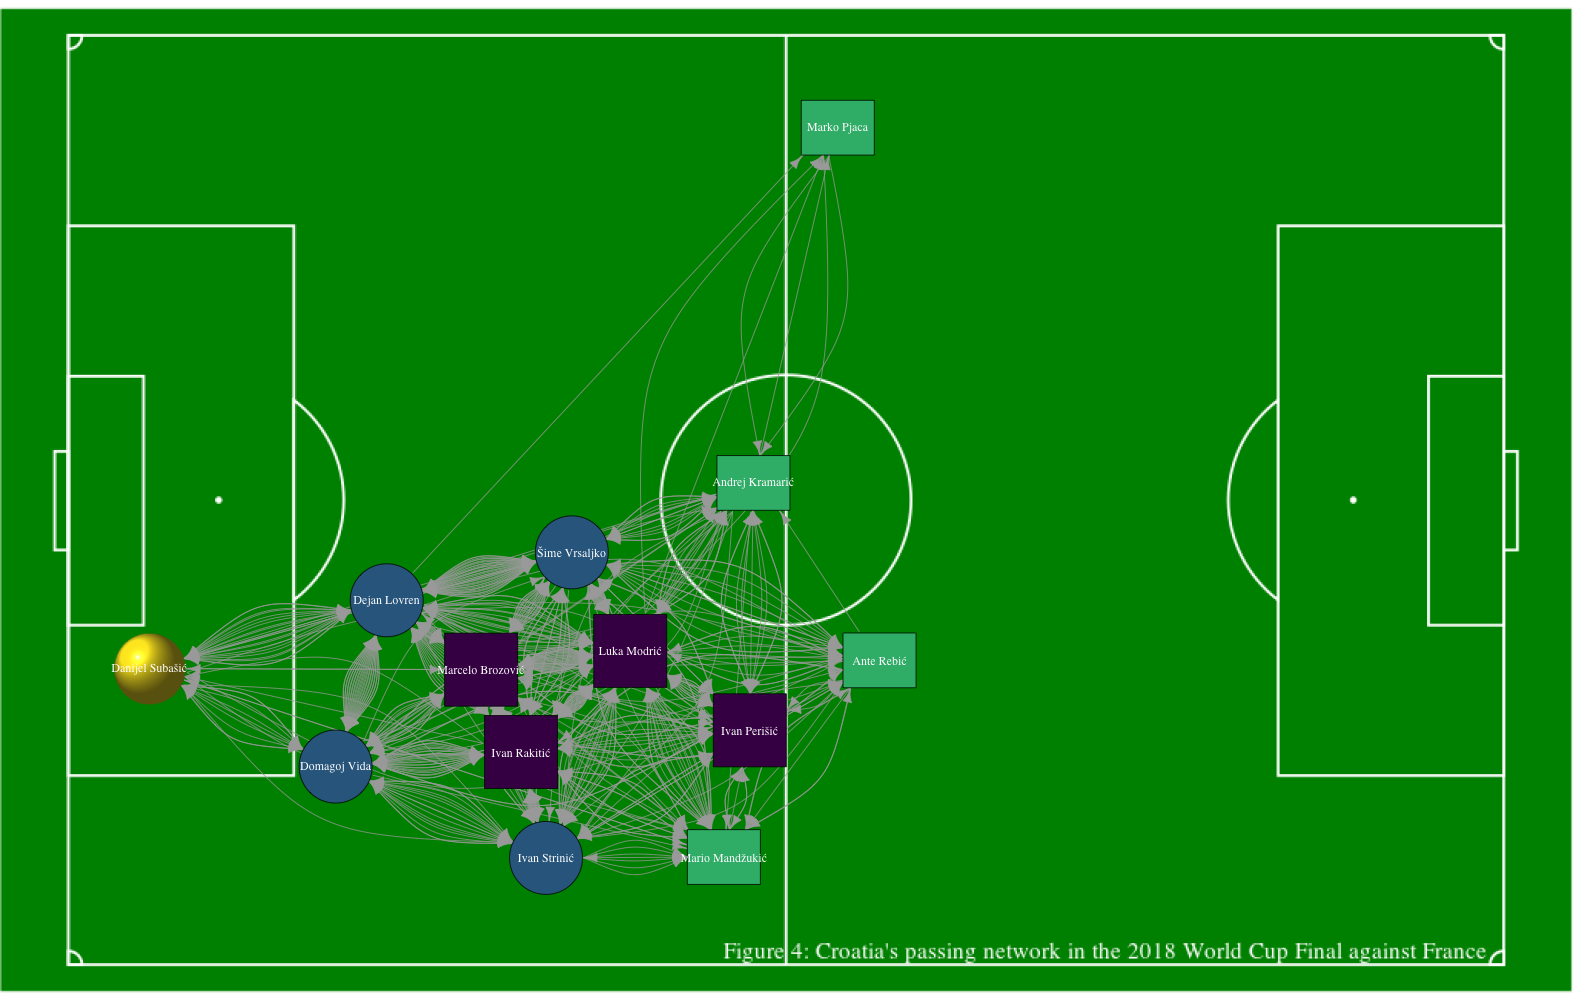 Marko Pjaca
Andrej Kramarić
Šime Vrsaljko
Dejan Lovren
Luka Modrić
Ante Rebić
Danijel Subašić
Marcelo Brozović
Ivan Perišić
Ivan Rakitić
Domagoj Vida
Ivan Strinić
Mario Mandžukić
Figure 4: Croatia's passing network in the 2018 World Cup Final against France